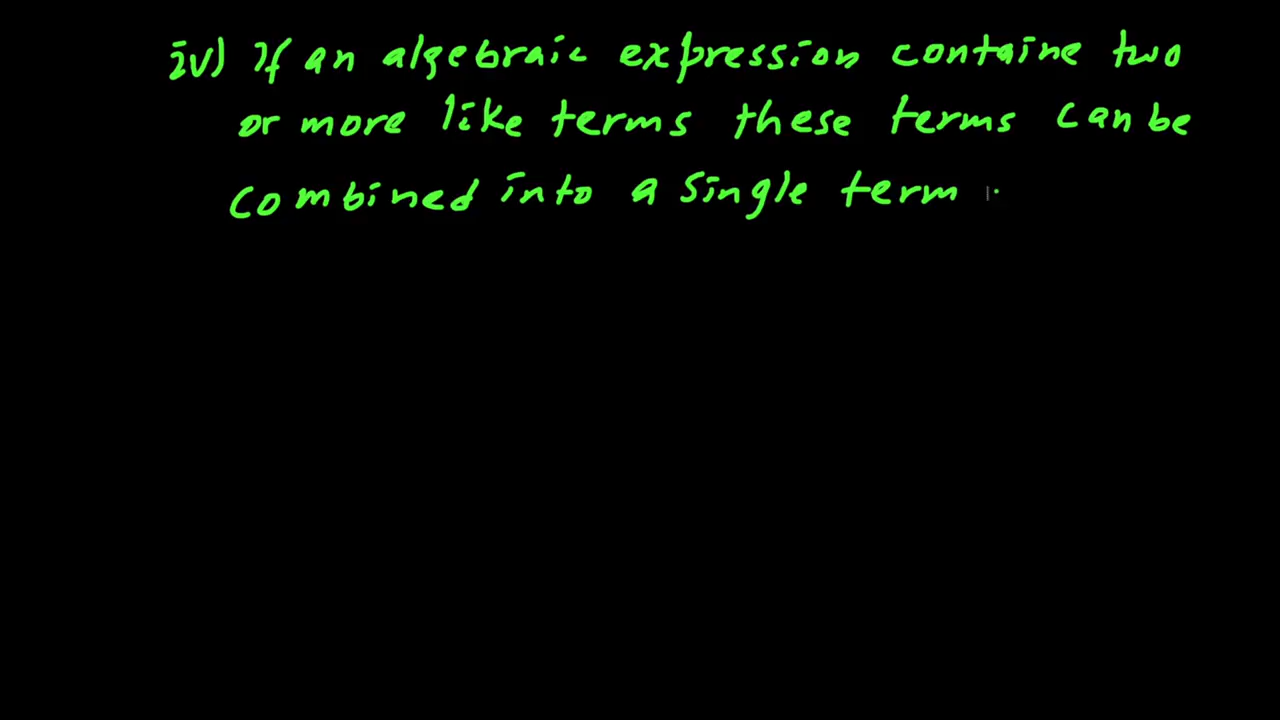 iv) If an algebraic expression containe two
or more like terms these terms can be
combined into a single term .